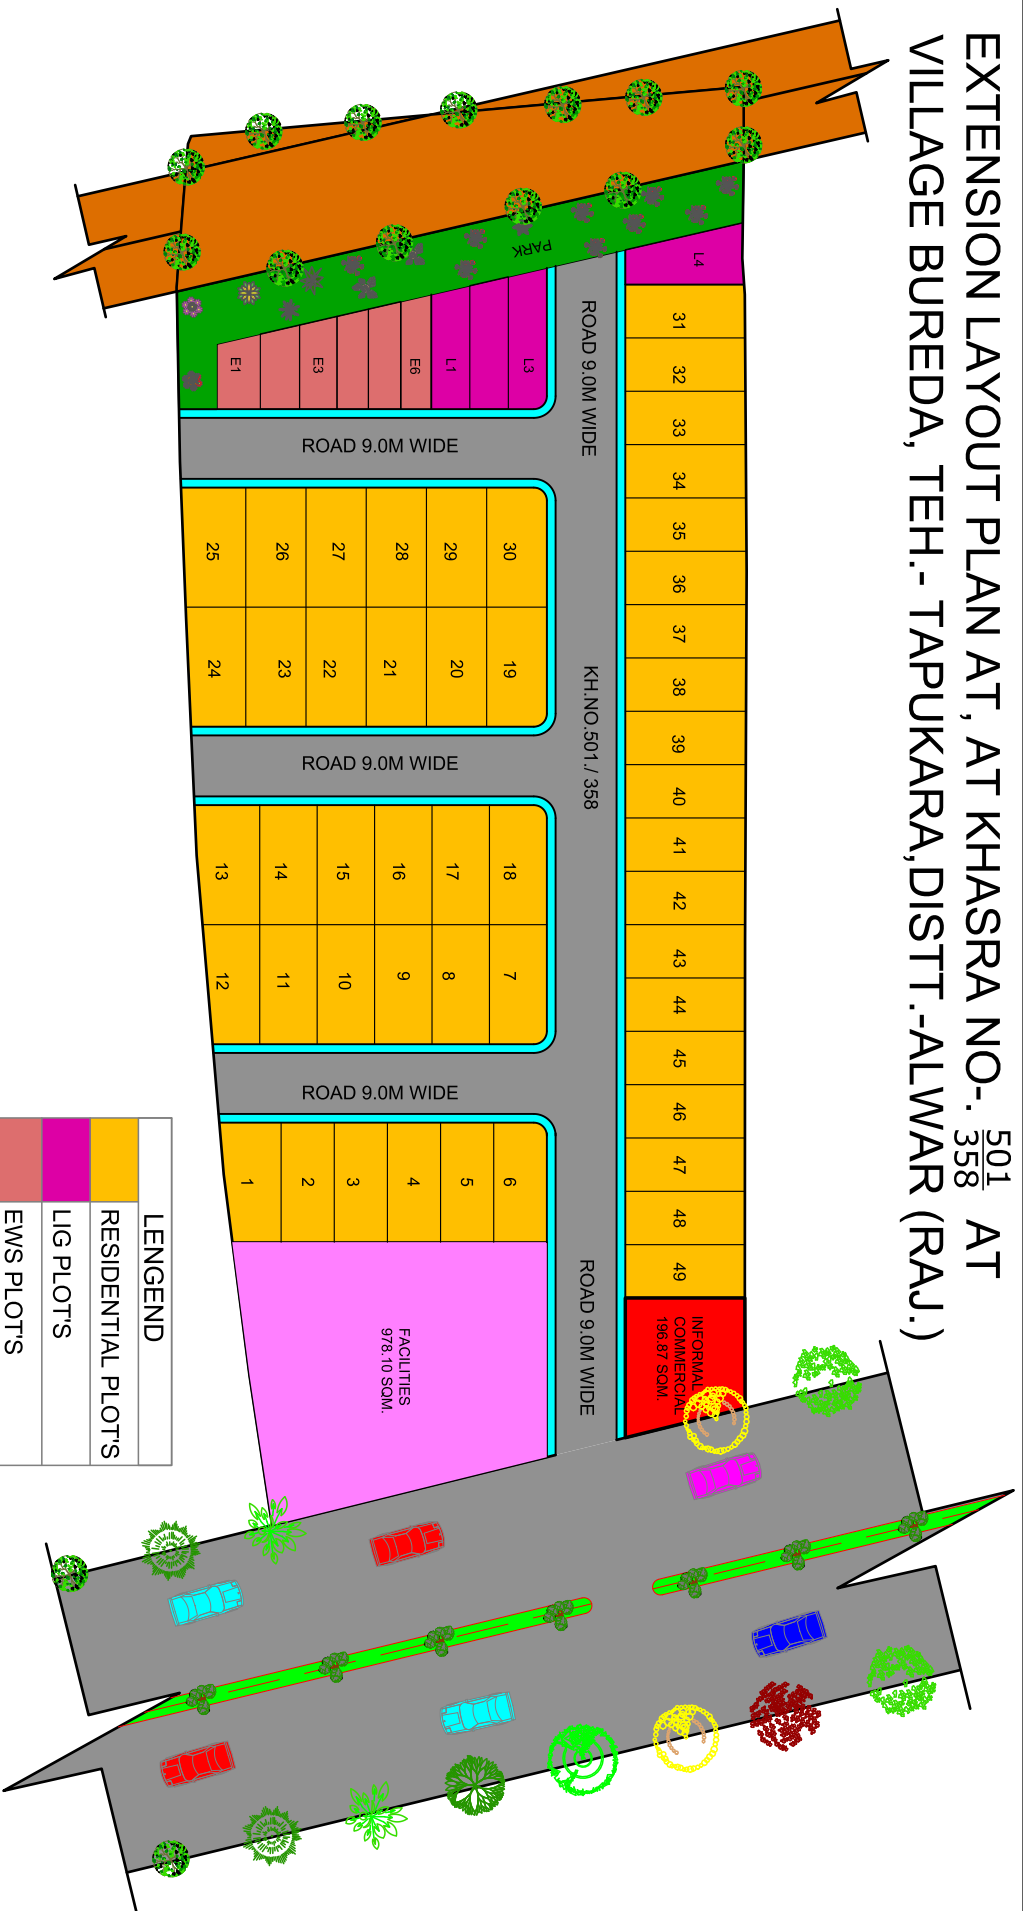 EXTENSION LAYOUT PLAN AT, AT KHASRA NO-. 501/358 AT
VILLAGE BUREDA, TEH.- TAPUKARA,DISTT.-ALWAR (RAJ.)
L4
31
32
33
34
35
36
37
38
39
40
41
42
43
44
45
46
47
48
49
INFORMAL
COMMERCIAL
196.87 SQM.
PARK
ROAD 9.0M WIDE
KH.NO.501./ 358
ROAD 9.0M WIDE
L3
L1
E6
E3
E1
ROAD 9.0M WIDE
30
29
28
27
26
25
19
20
21
22
23
24
ROAD 9.0M WIDE
18
17
16
15
14
13
7
8
9
10
11
12
ROAD 9.0M WIDE
6
5
4
3
2
1
FACILITIES
978.10 SQM.
LENGEND
RESIDENTIAL PLOT'S
LIG PLOT'S
EWS PLOT'S